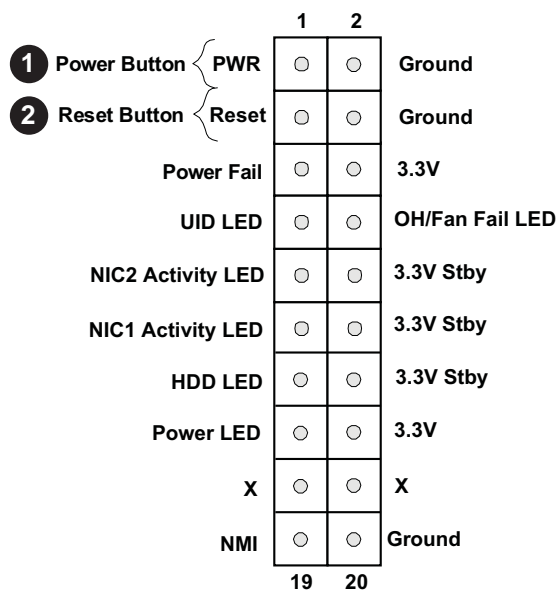 1 2
1 Power Button PWR Ground
2 Reset Button Reset Ground
Power Fail 3.3V
UID LED OH/Fan Fail LED
NIC2 Activity LED 3.3V Stby
NIC1 Activity LED 3.3V Stby
HDD LED 3.3V Stby
Power LED 3.3V
X X
NMI Ground
19 20